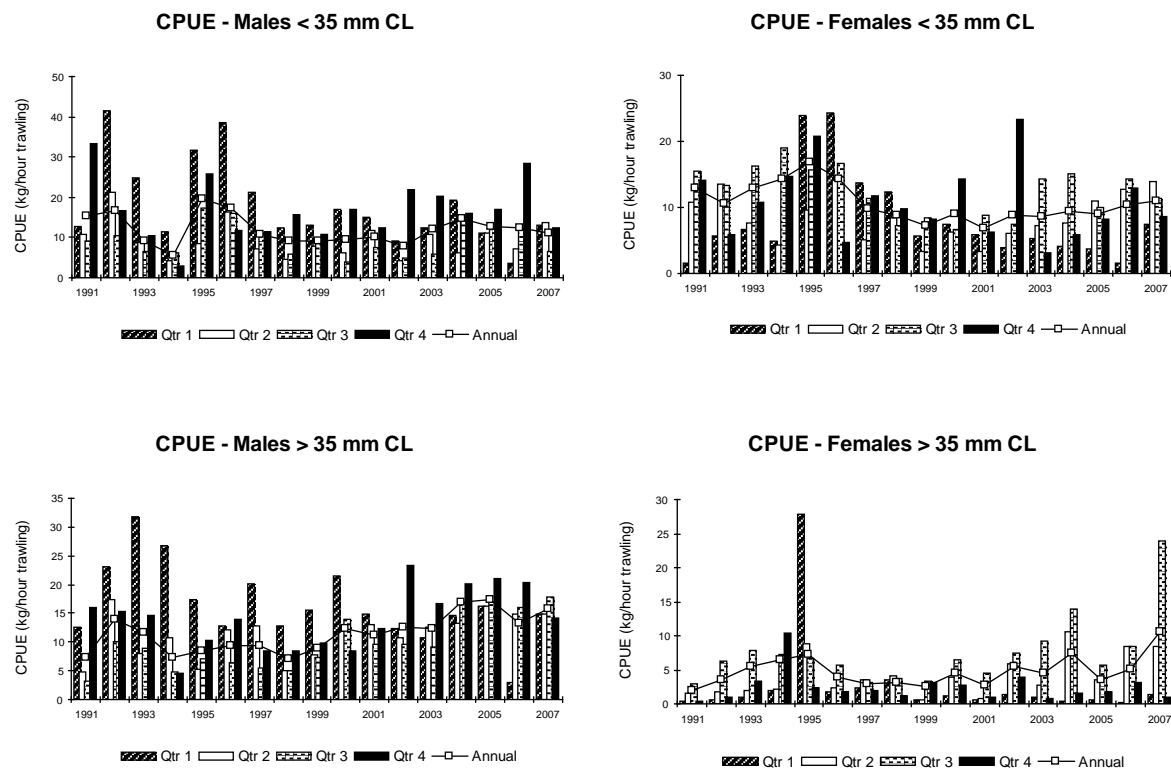 CPUE - Males < 35 mm CL
CPUE (kg/hour trawling)
50
40
30
20
10
0
1991 1993 1995 1997 1999 2001 2003 2005 2007
Qtr 1 Qtr 2 Qtr 3 Qtr 4 Annual
CPUE - Females < 35 mm CL
CPUE (kg/hour trawling)
30
20
10
0
1991 1993 1995 1997 1999 2001 2003 2005 2007
Qtr 1 Qtr 2 Qtr 3 Qtr 4 Annual
CPUE - Males > 35 mm CL
CPUE (kg/hour trawling)
35
30
25
20
15
10
5
0
1991 1993 1995 1997 1999 2001 2003 2005 2007
Qtr 1 Qtr 2 Qtr 3 Qtr 4 Annual
CPUE - Females > 35 mm CL
CPUE (kg/hour trawling)
30
25
20
15
10
5
0
1991 1993 1995 1997 1999 2001 2003 2005 2007
Qtr 1 Qtr 2 Qtr 3 Qtr 4 Annual